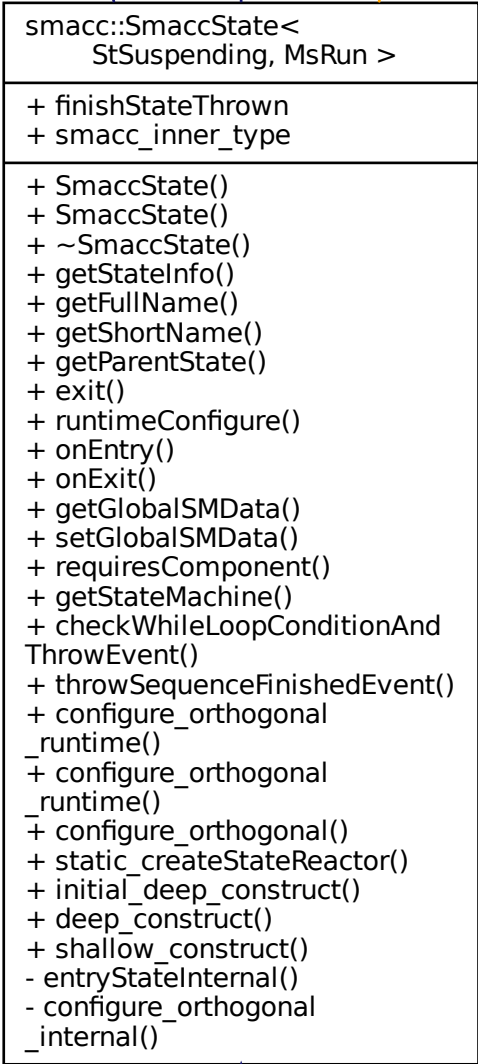 smacc::SmaccState<
StSuspending, MsRun >
+ finishStateThrown
+ smacc_inner_type
+ SmaccState()
+ SmaccState()
+ ~SmaccState()
+ getStateInfo()
+ getFullName()
+ getShortName()
+ getParentState()
+ exit()
+ runtimeConfigure()
+ onEntry()
+ onExit()
+ getGlobalSMData()
+ setGlobalSMData()
+ requiresComponent()
+ getStateMachine()
+ checkWhileLoopConditionAnd
ThrowEvent()
+ throwSequenceFinishedEvent()
+ configure_orthogonal
_runtime()
+ configure_orthogonal
_runtime()
+ configure_orthogonal()
+ static_createStateReactor()
+ initial_deep_construct()
+ deep_construct()
+ shallow_construct()
- entryStateInternal()
- configure_orthogonal
_internal()